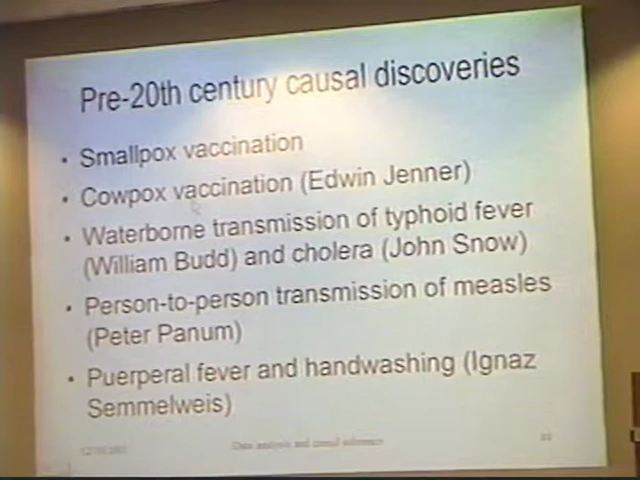 Pre-20th century causal discoveries
• Smallpox vaccination
• Cowpox vaccination (Edwin Jenner)
• Waterborne transmission of typhoid fever
(William Budd) and cholera (John Snow)
• Person-to-person transmission of measles
(Peter Panum)
• Puerperal fever and handwashing (Ignaz
Semmelweis)
Data analysis and causal inference